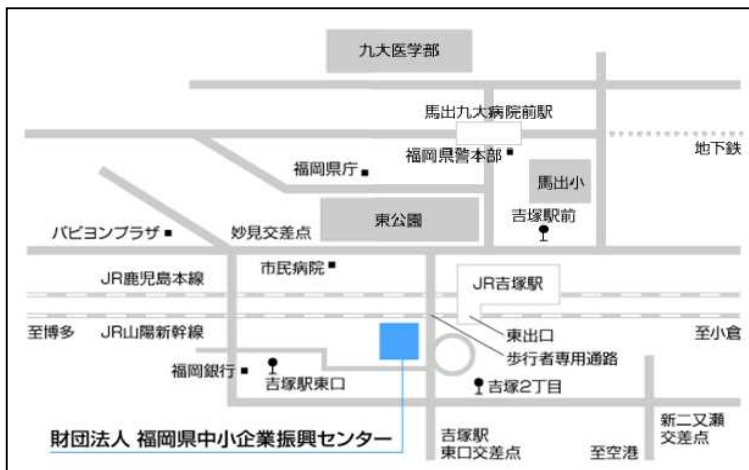 九大医学部
馬出九大病院前駅
地下鉄
福岡県警本部
福岡県庁
馬出小
東公園
吉塚駅前
パピヨンプラザ
妙見交差点
市民病院
JR鹿児島本線
JR吉塚駅
至博多
JR山陽新幹線
東出口
至小倉
歩行者専用通路
福岡銀行
吉塚駅東口
吉塚2丁目
財団法人 福岡県中小企業振興センター
吉塚駅
東口交差点
至空港
新二又瀬
交差点